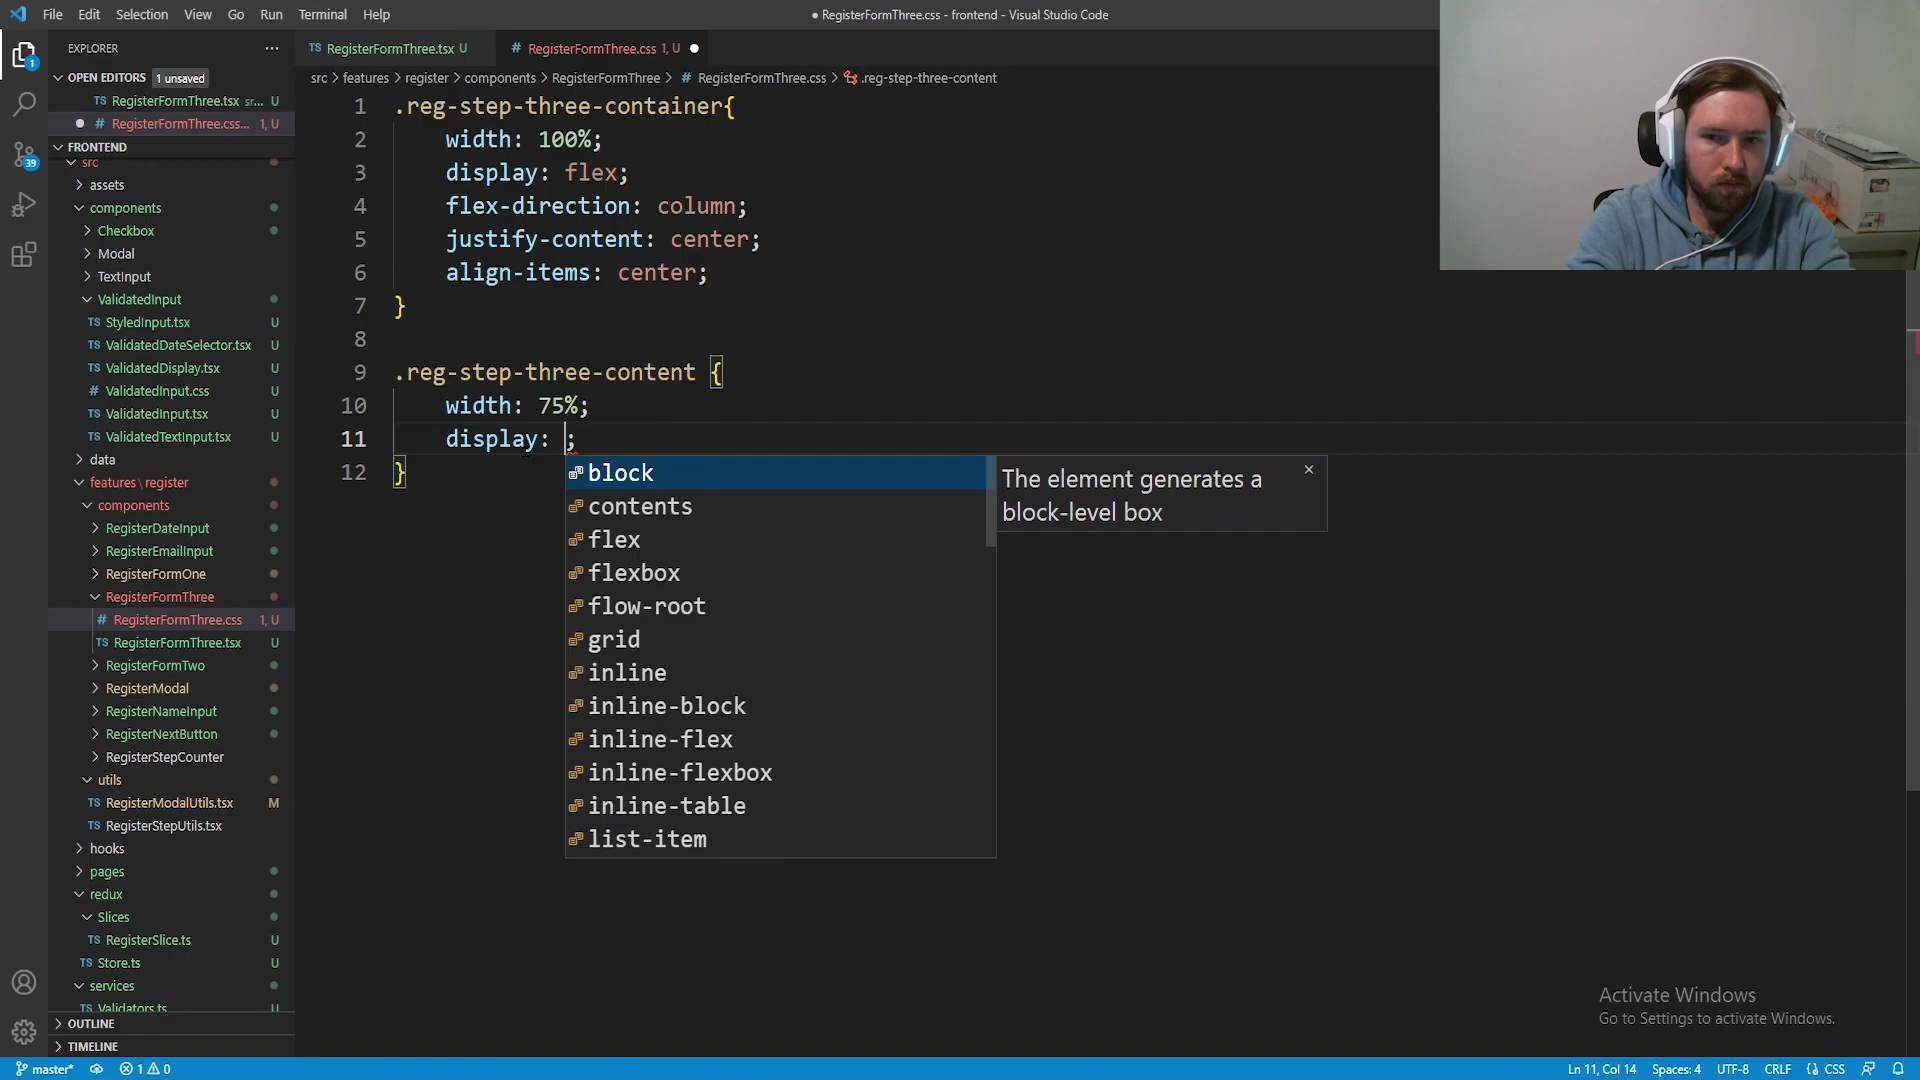 File Edit Selection View Go Run Terminal Help
● RegisterFormThree.css - frontend - Visual Studio Code
EXPLORER ···
TS RegisterFormThree.tsx U
# RegisterFormThree.css 1, U ●
OPEN EDITORS 1 unsaved
src > features > register > components > RegisterFormThree > # RegisterFormThree.css > .reg-step-three-content
TS RegisterFormThree.tsx sr... U
● # RegisterFormThree.css... 1, U
FRONTEND
src
assets
components
Checkbox
Modal
TextInput
ValidatedInput
TS StyledInput.tsx U
TS ValidatedDateSelector.tsx U
TS ValidatedDisplay.tsx U
# ValidatedInput.css U
TS ValidatedInput.tsx U
TS ValidatedTextInput.tsx U
data
features \ register
components
RegisterDateInput
RegisterEmailInput
RegisterFormOne
RegisterFormThree
# RegisterFormThree.css 1, U
TS RegisterFormThree.tsx U
RegisterFormTwo
RegisterModal
RegisterNameInput
RegisterNextButton
RegisterStepCounter
utils
TS RegisterModalUtils.tsx M
TS RegisterStepUtils.tsx
hooks
pages
redux
Slices
TS RegisterSlice.ts U
TS Store.ts U
services
TS Validators.ts U
OUTLINE
TIMELINE
1 .reg-step-three-container{
2 width: 100%;
3 display: flex;
4 flex-direction: column;
5 justify-content: center;
6 align-items: center;
7 }
8
9 .reg-step-three-content {
10 width: 75%;
11 display: ;
12 }
block
contents
flex
flexbox
flow-root
grid
inline
inline-block
inline-flex
inline-flexbox
inline-table
list-item
The element generates a
block-level box
×
Activate Windows
Go to Settings to activate Windows.
1
39
master* 1 0
Ln 11, Col 14 Spaces: 4 UTF-8 CRLF {} CSS